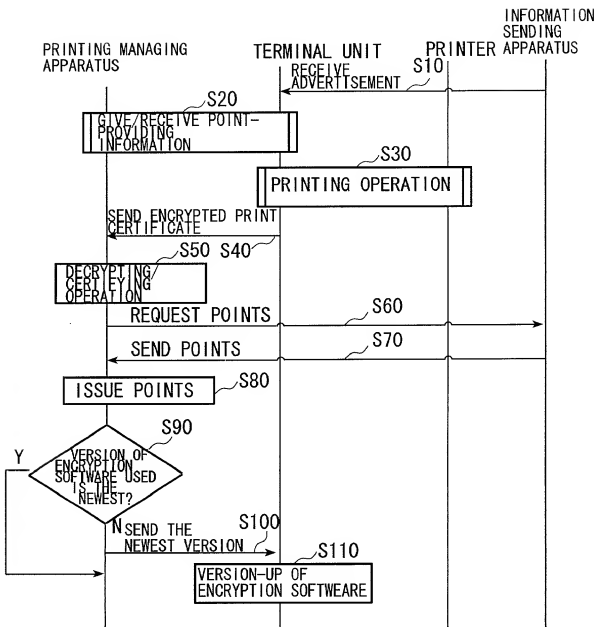 INFORMATION
SENDING
APPARATUS
PRINTING MANAGING
APPARATUS
TERMINAL UNIT
PRINTER
RECEIVE
ADVERTISEMENT
S10
S20
GIVE/RECEIVE POINT-
PROVIDING
INFORMATION
S30
PRINTING OPERATION
SEND ENCRYPTED PRINT
CERTIFICATE
S40
S50
DECRYPTING
CERTIFYING
OPERATION
REQUEST POINTS
S60
SEND POINTS
S70
ISSUE POINTS
S80
S90
Y
VERSION OF
ENCRYPTION
SOFTWARE USED
IS THE
NEWEST?
N
SEND THE
NEWEST VERSION
S100
S110
VERSION-UP OF
ENCRYPTION SOFTWEARE